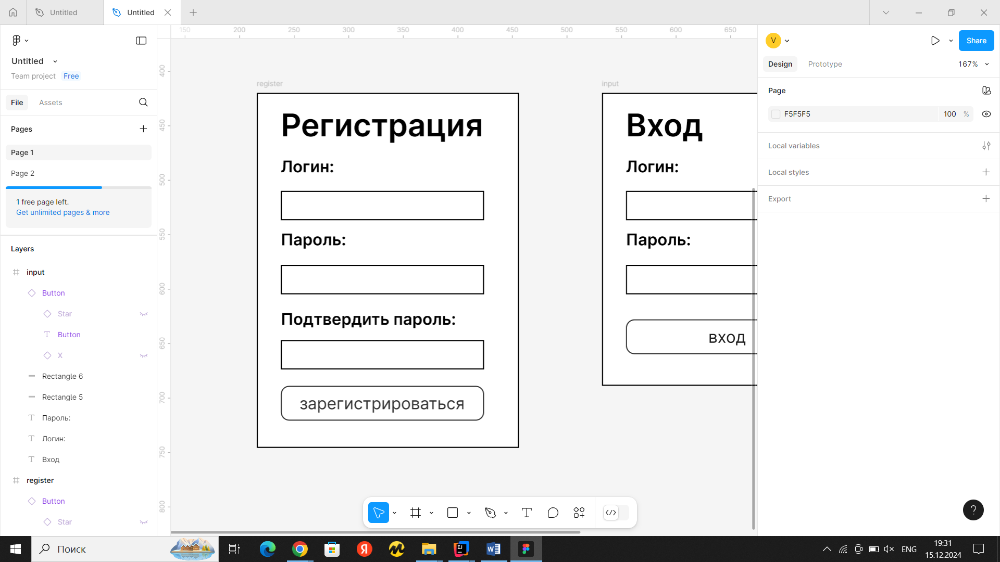 Untitled
Untitled
150 200 250 300 350 400 450 500 550 600 650
Untitled
Team project Free
File Assets
Pages
Page 1
Page 2
1 free page left.
Get unlimited pages & more
Layers
input
Button
Star
Button
X
Rectangle 6
Rectangle 5
Пароль:
Логин:
Вход
register
Button
Star
400
450
500
550
600
650
700
750
800
register
Регистрация
Логин:
Пароль:
Подтвердить пароль:
зарегистрироваться
input
Вход
Логин:
Пароль:
вход
V
Share
Design Prototype 167%
Page
F5F5F5 100 %
Local variables
Local styles
Export
?
Поиск
Я
IJ
W
ENG
19:31
15.12.2024